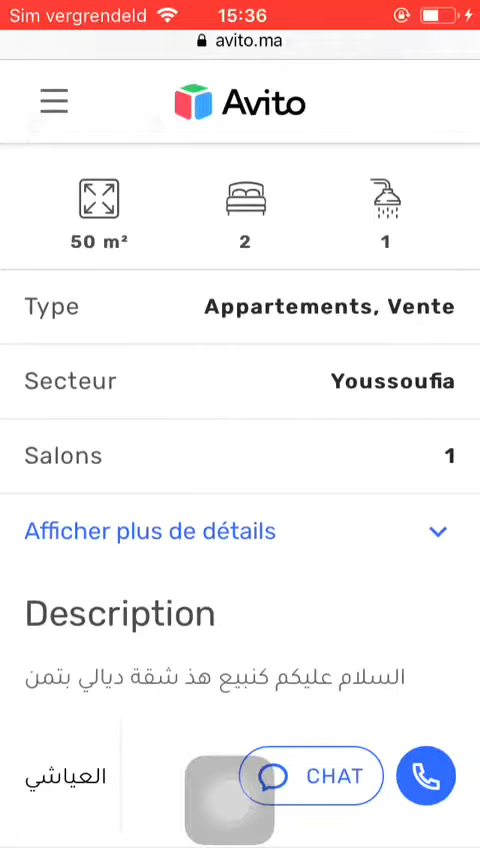 Sim vergrendeld 15:36
avito.ma
Avito
50 m² 2 1
Type Appartements, Vente
Secteur Youssoufia
Salons 1
Afficher plus de détails
Description
السلام عليكم كنبيع هذ شقة ديالي بتمن
العياشي CHAT